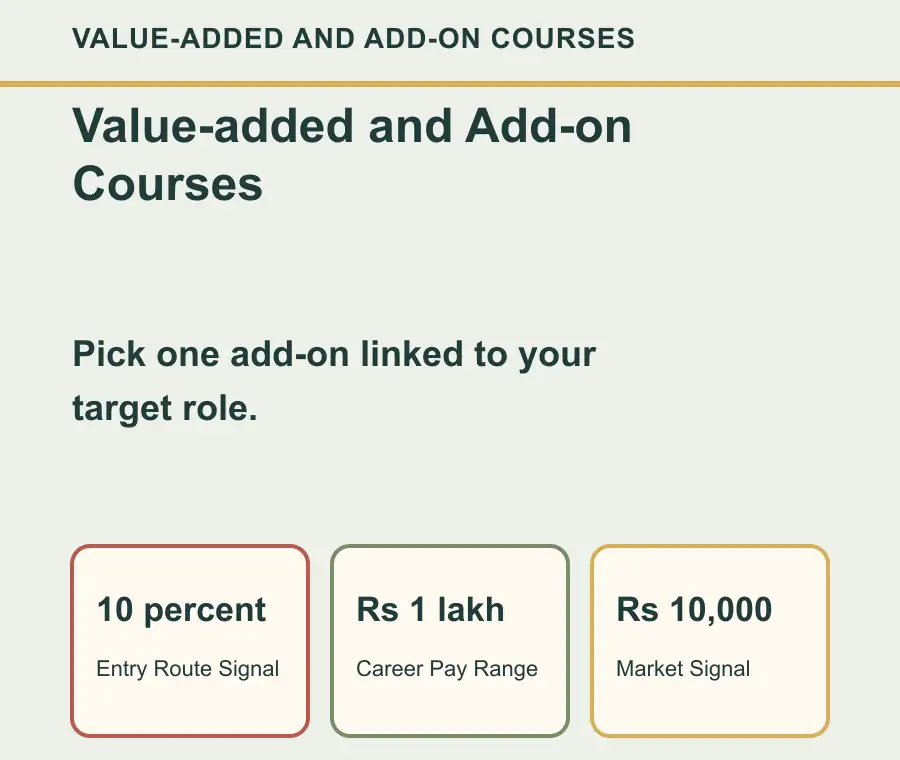 VALUE-ADDED AND ADD-ON COURSES
Value-added and Add-on
Courses
Pick one add-on linked to your
target role.
10 percent
Entry Route Signal
Rs 1 lakh
Career Pay Range
Rs 10,000
Market Signal